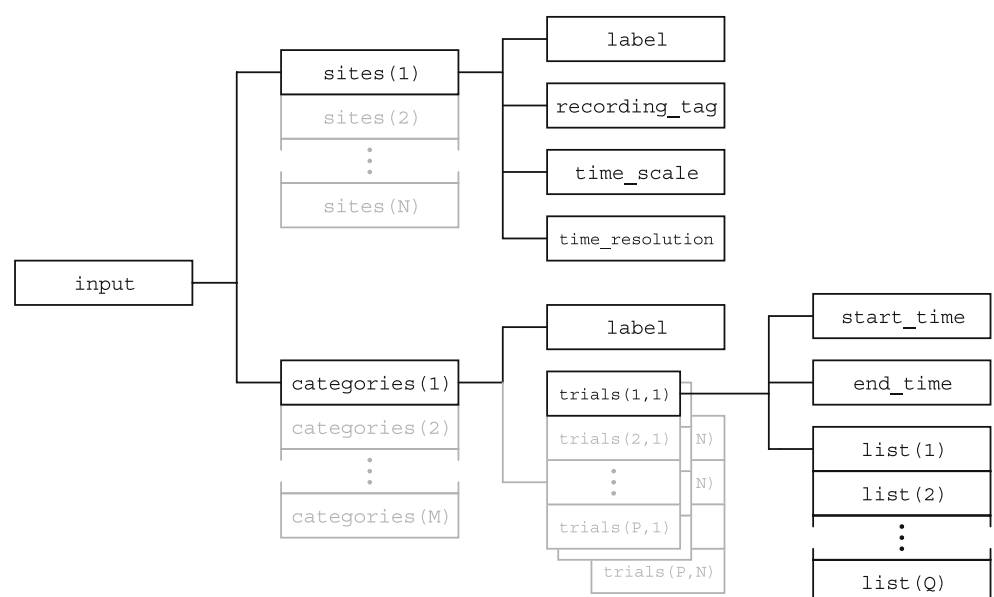 input
sites(1)
sites(2)
sites(N)
label
recording_tag
time_scale
time_resolution
categories(1)
categories(2)
categories(M)
label
trials(1,1)
trials(2,1)
trials(P,1)
N)
N)
trials(P,N)
start_time
end_time
list(1)
list(2)
list(Q)